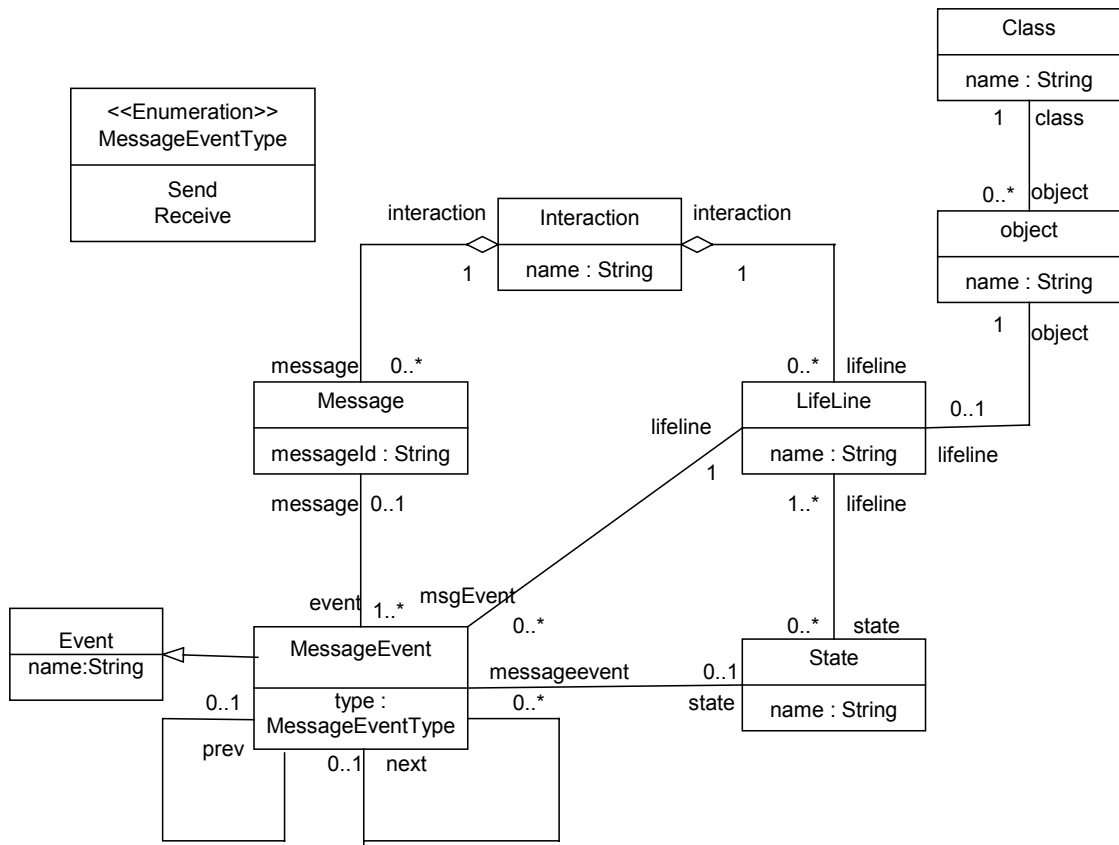 Class
name : String
1
class
<<Enumeration>>
MessageEventType
Send
Receive
0..*
object
object
name : String
1
object
interaction
Interaction
interaction
name : String
1
1
message
0..*
0..*
lifeline
Message
messageId : String
LifeLine
name : String
0..1
lifeline
lifeline
1
message
0..1
1..*
lifeline
event
1..*
msgEvent
0..*
0..*
state
Event
name:String
MessageEvent
type :
MessageEventType
messageevent
0..*
0..1
state
State
name : String
0..1
prev
0..1
next